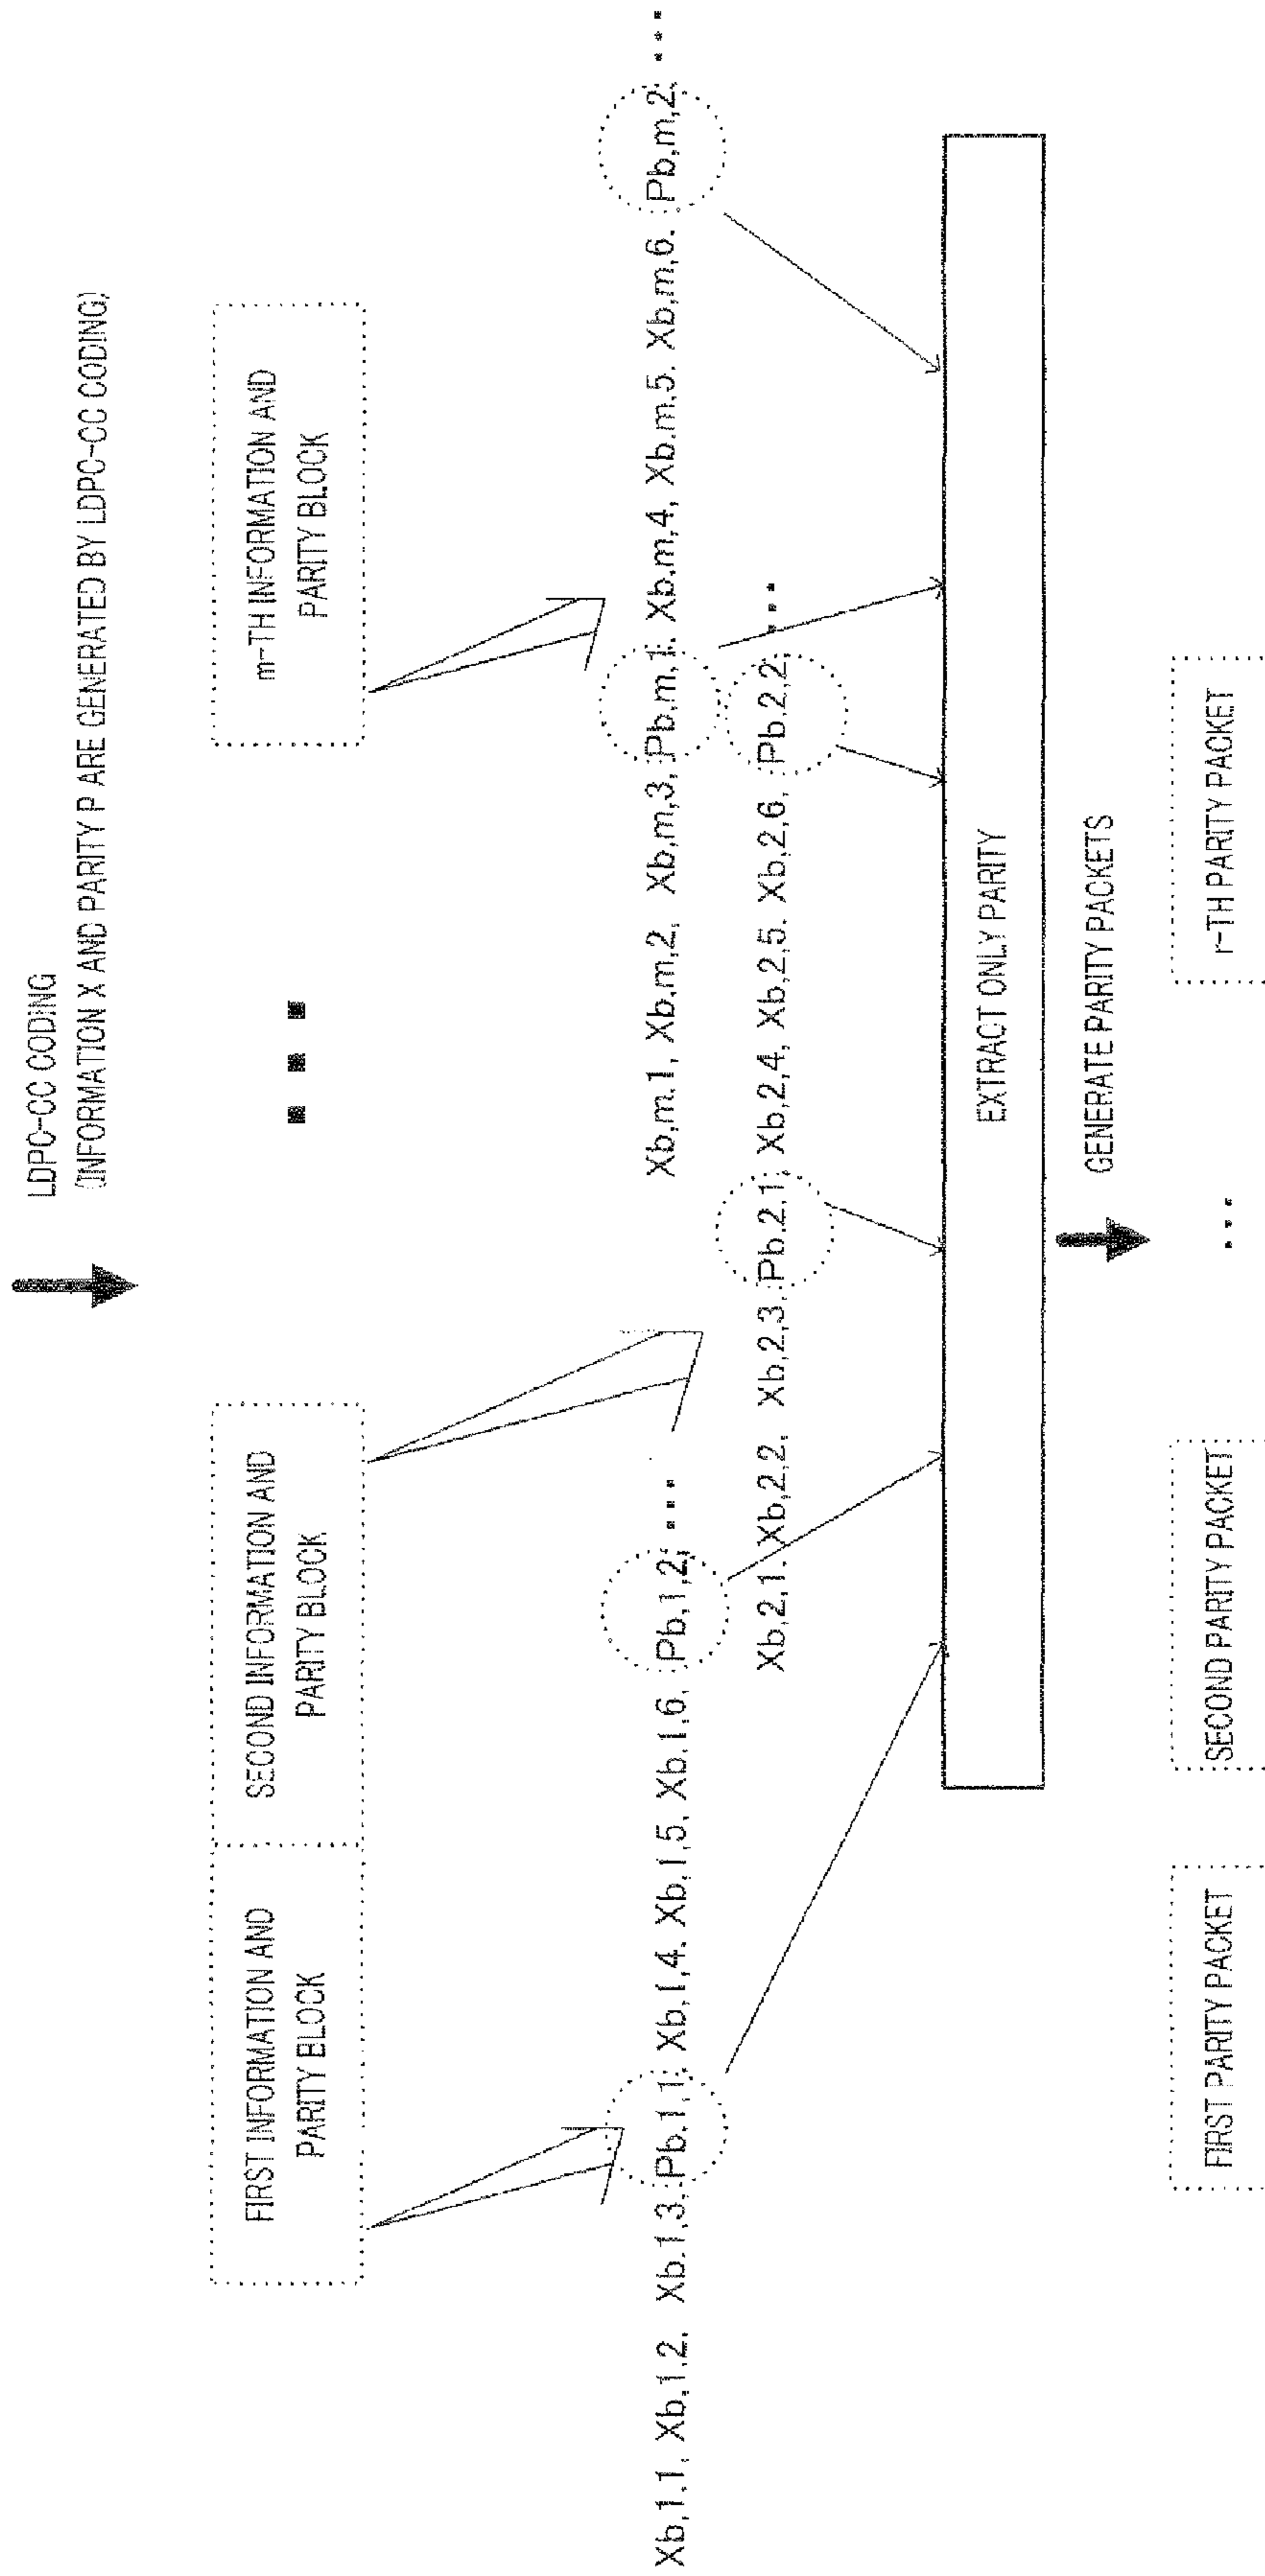 LDPC-CC CODING
(INFORMATION X AND PARITY P ARE GENERATED BY LDPC-CC CODING)
FIRST INFORMATION AND
PARITY BLOCK
SECOND INFORMATION AND
PARITY BLOCK
...
m-TH INFORMATION AND
PARITY BLOCK
Xb,1,1, Xb,1,2, Xb,1,3, Pb,1,1, Xb,1,4, Xb,1,5, Xb,1,6, Pb,1,2, ...
Xb,m,1, Xb,m,2, Xb,m,3, Pb,m,1, Xb,m,4, Xb,m,5, Xb,m,6, Pb,m,2, ...
Xb,2,1, Xb,2,2, Xb,2,3, Pb,2,1, Xb,2,4, Xb,2,5, Xb,2,6, Pb,2,2, ...
EXTRACT ONLY PARITY
GENERATE PARITY PACKETS
FIRST PARITY PACKET
SECOND PARITY PACKET
...
r-TH PARITY PACKET